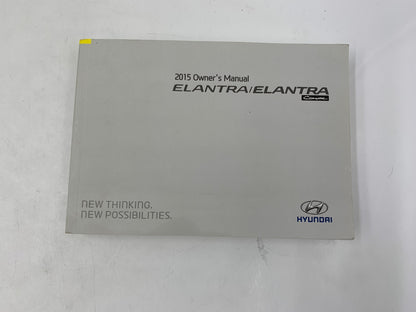 2015 Owner's Manual
ELANTRA/ELANTRA
Coupe
NEW THINKING.
NEW POSSIBILITIES.
HYUNDAI